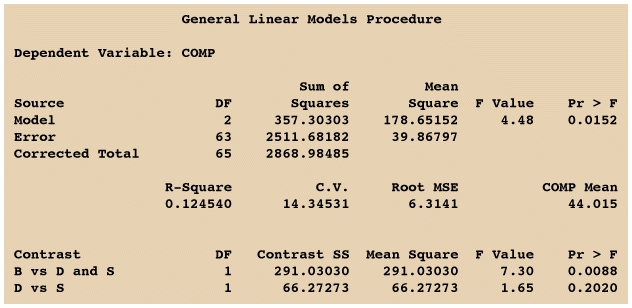 General Linear Models Procedure
Dependent Variable: COMP
Sum of Mean
Source DF Squares Square F Value Pr > F
Model 2 357.30303 178.65152 4.48 0.0152
Error 63 2511.68182 39.86797
Corrected Total 65 2868.98485
R-Square C.V. Root MSE COMP Mean
0.124540 14.34531 6.3141 44.015
Contrast DF Contrast SS Mean Square F Value Pr > F
B vs D and S 1 291.03030 291.03030 7.30 0.0088
D vs S 1 66.27273 66.27273 1.65 0.2020